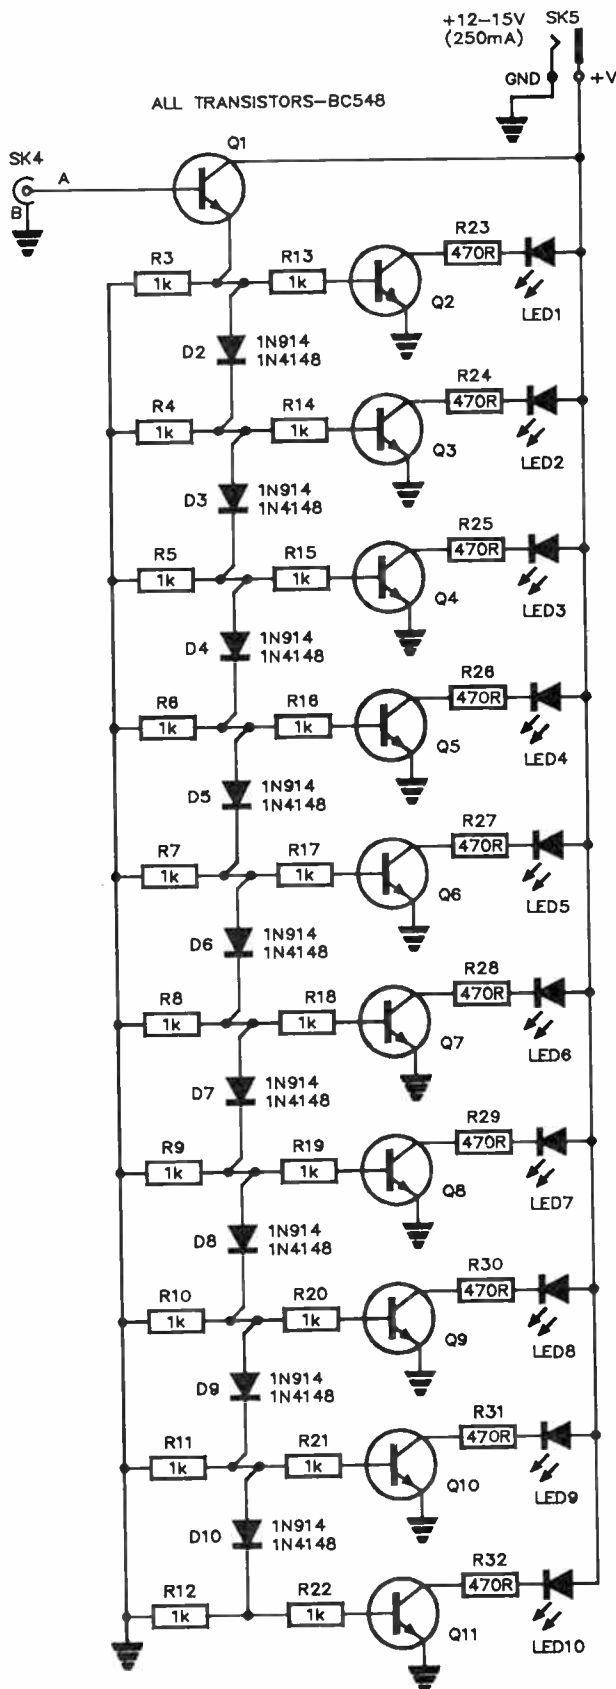 +12-15V SK5
(250mA)
GND +V
ALL TRANSISTORS-BC548
Q1
SK4
A
B
R3 R13 R23
1k 1k 470R
Q2 LED1
D2 1N914
1N4148
R4 R14 R24
1k 1k 470R
Q3 LED2
D3 1N914
1N4148
R5 R15 R25
1k 1k 470R
Q4 LED3
D4 1N914
1N4148
R6 R16 R26
1k 1k 470R
Q5 LED4
D5 1N914
1N4148
R7 R17 R27
1k 1k 470R
Q6 LED5
D6 1N914
1N4148
R8 R18 R28
1k 1k 470R
Q7 LED6
D7 1N914
1N4148
R9 R19 R29
1k 1k 470R
Q8 LED7
D8 1N914
1N4148
R10 R20 R30
1k 1k 470R
Q9 LED8
D9 1N914
1N4148
R11 R21 R31
1k 1k 470R
Q10 LED9
D10 1N914
1N4148
R12 R22 R32
1k 1k 470R
Q11 LED10